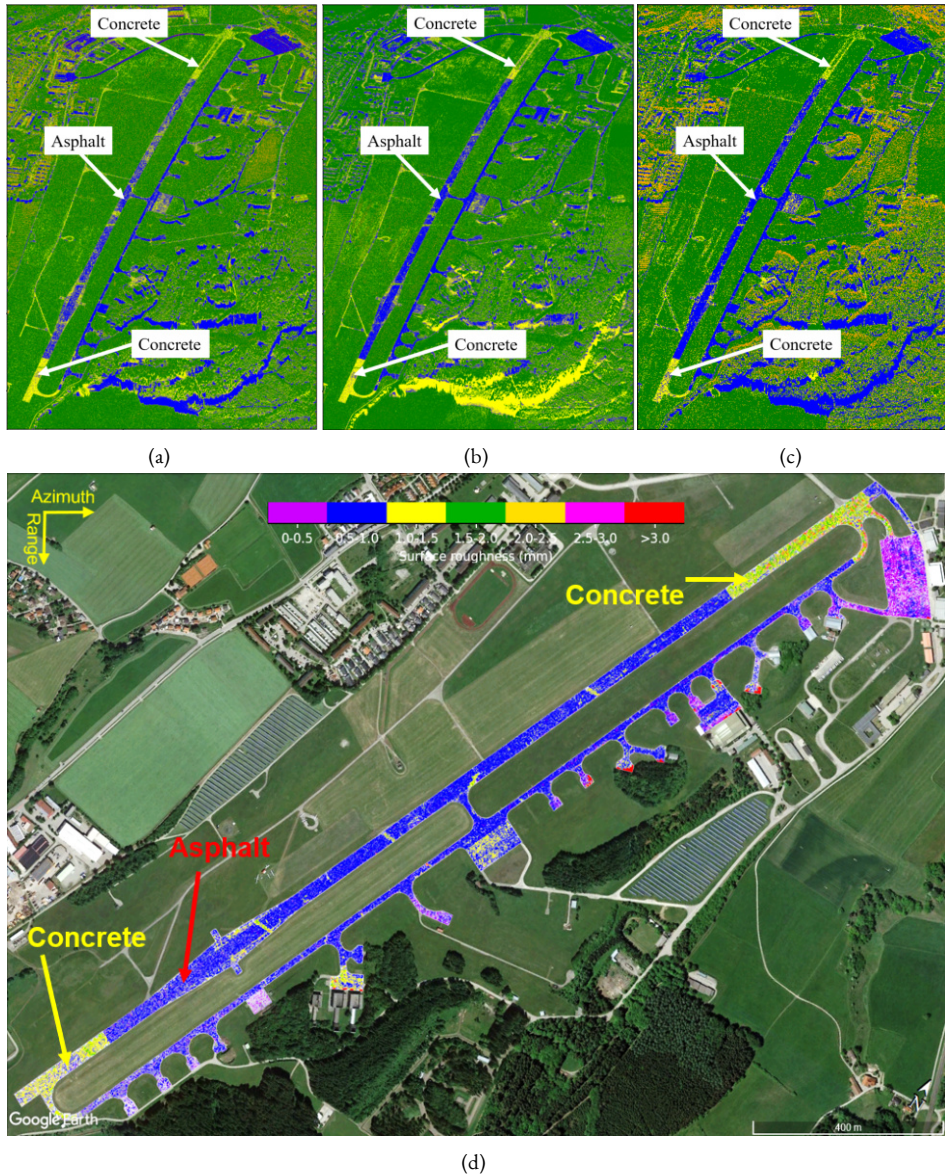 Concrete
Concrete
Concrete
Asphalt
Asphalt
Asphalt
Concrete
Concrete
Concrete
(a)
(b)
(c)
Azimuth
Range
0-0.5
0.5-1.0
1.0-1.5
1.5-2.0
2.0-2.5
2.5-3.0
>3.0
Surface roughness (mm)
Concrete
Asphalt
Concrete
Google Earth
N
400 m
(d)